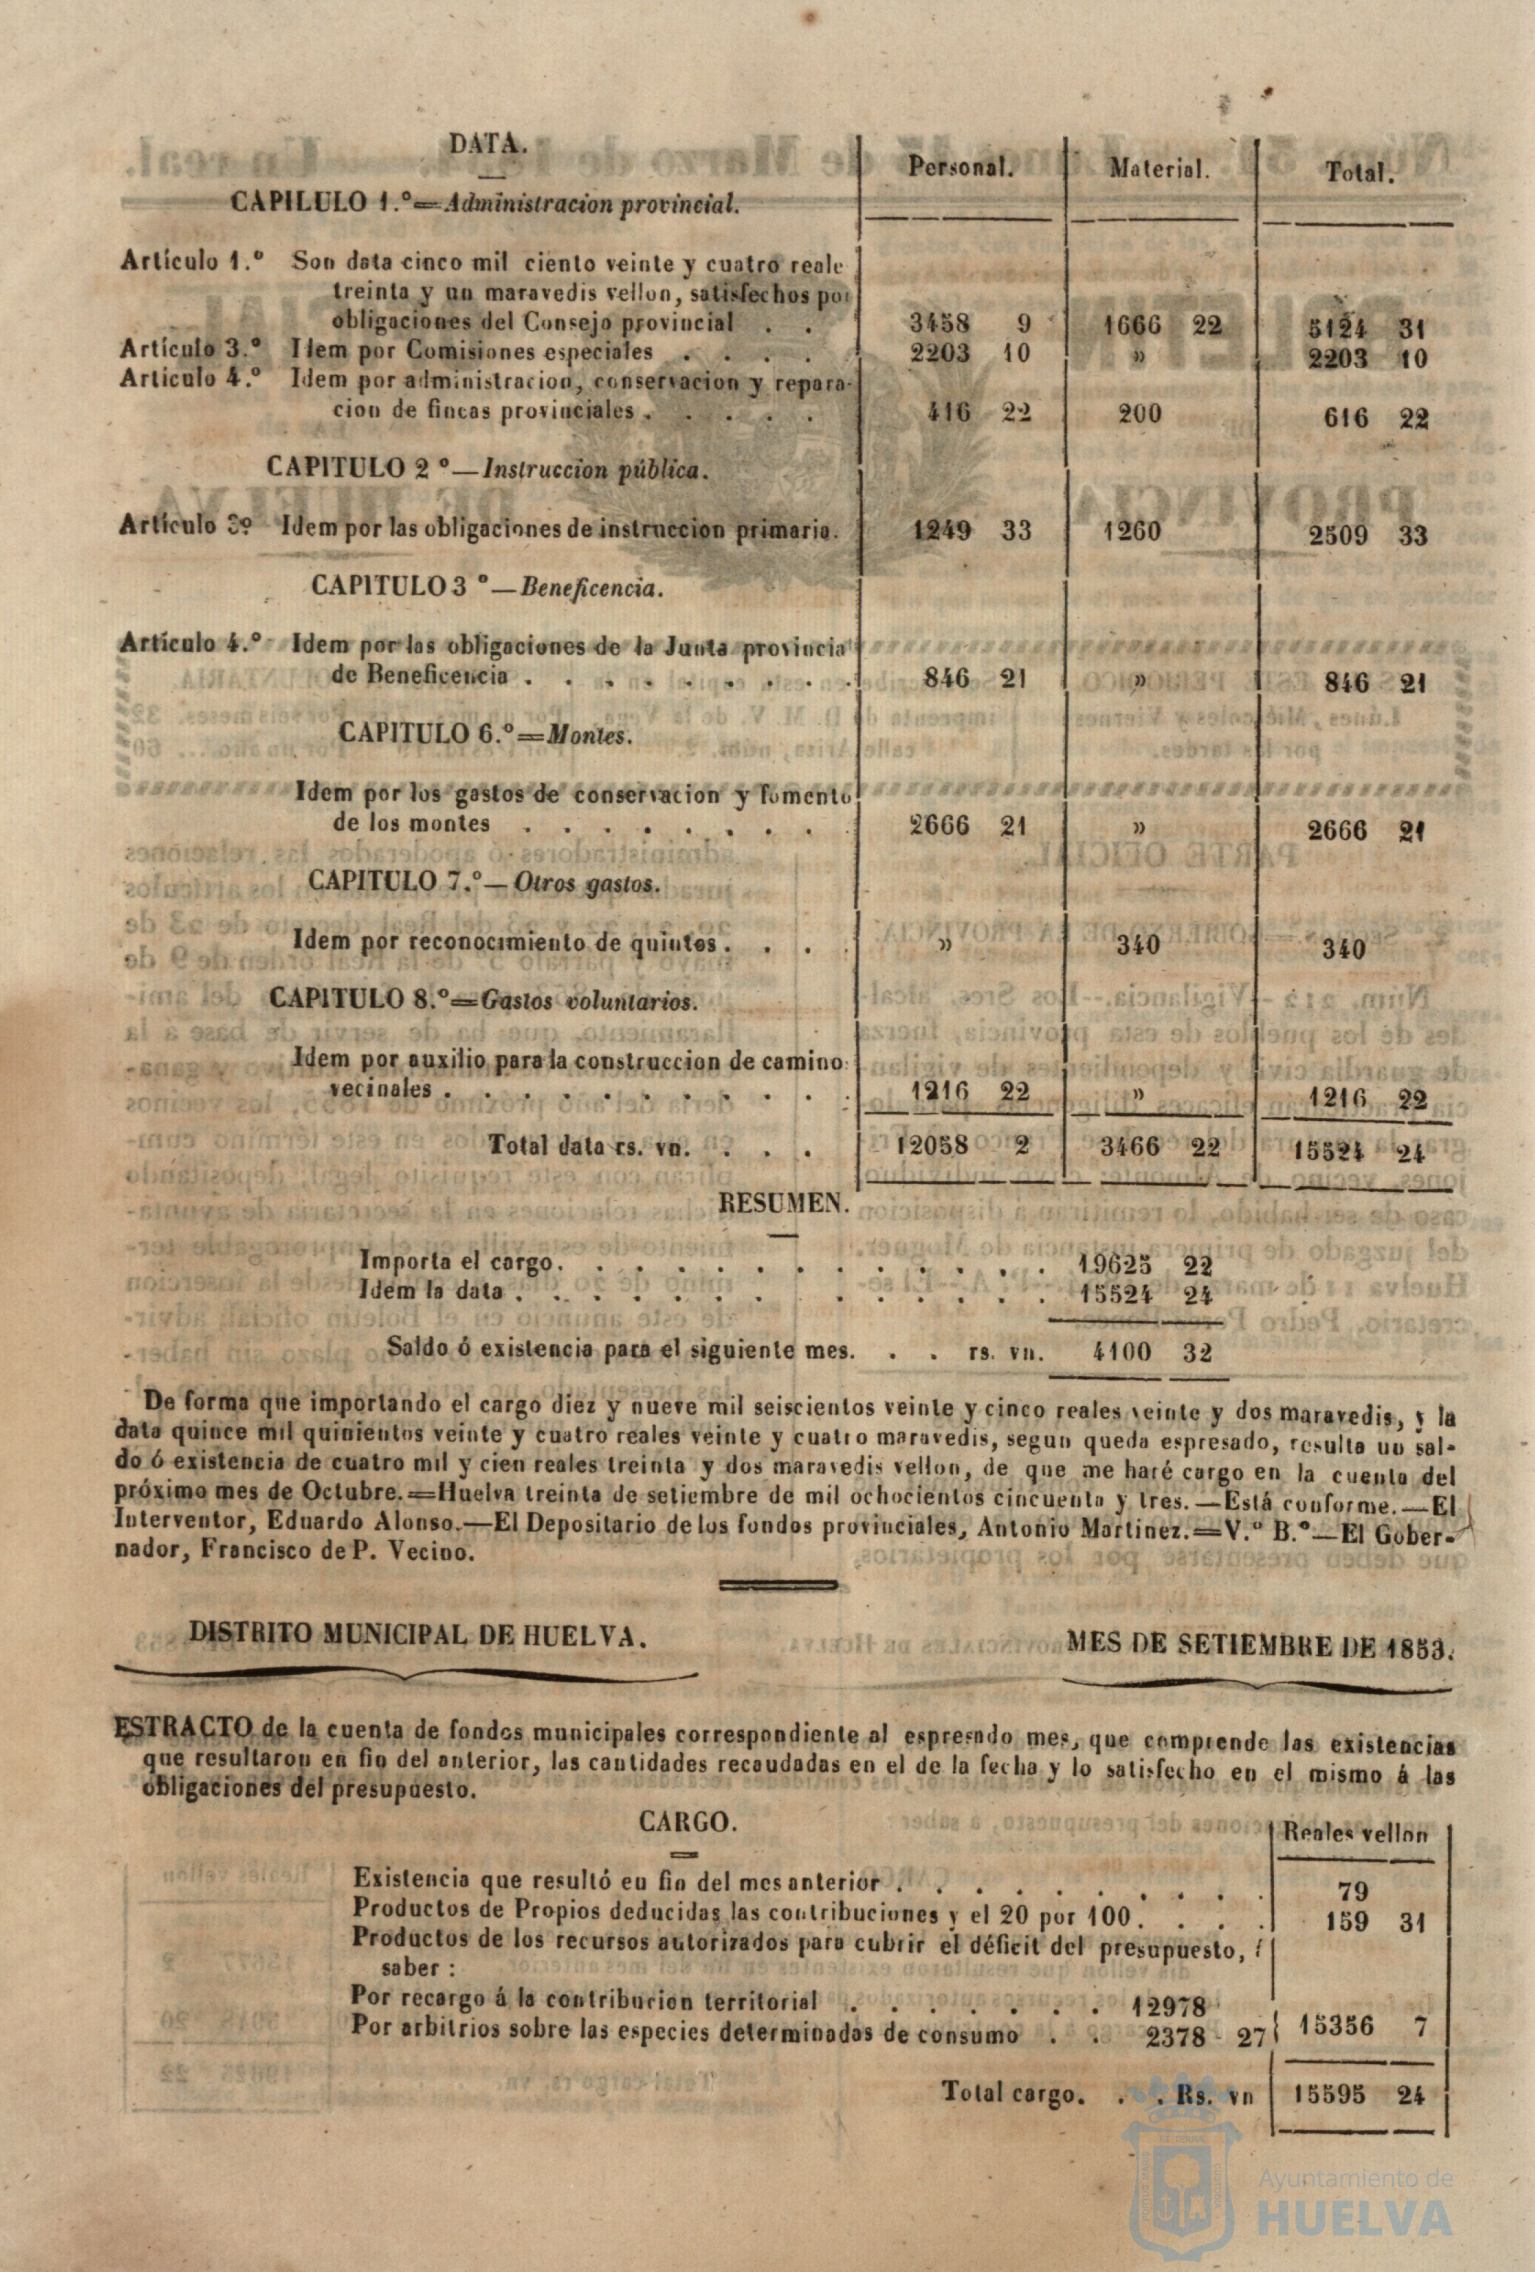 DATA.
Personal. Material. Total.
CAPILULO 1.º=Administracion provincial.
Artículo 1.º Son data cinco mil ciento veinte y cuatro reale
treinta y un maravedis vellon, satisfechos por
obligaciones del Consejo provincial . . 3458 9 1666 22 5124 31
Artículo 3.º Idem por Comisiones especiales . . . . 2203 10 » 2203 10
Artículo 4.º Idem por administracion, conservacion y repara-
cion de fincas provinciales . . . . . 416 22 200 616 22
CAPITULO 2 º—Instruccion pública.
Artículo 3º Idem por las obligaciones de instruccion primaria. 1249 33 1260 2509 33
CAPITULO 3 º—Beneficencia.
Artículo 4.º Idem por las obligaciones de la Junta provincial
de Beneficencia . . . . . . . . . 846 21 » 846 21
CAPITULO 6.º=Montes.
Idem por los gastos de conservacion y fomento
de los montes . . . . . . . . 2666 21 » 2666 21
CAPITULO 7.º—Otros gastos.
Idem por reconocimiento de quintos . . . . » 340 340
CAPITULO 8.º=Gastos voluntarios.
Idem por auxilio para la construccion de camino
vecinales . . . . . . . . . . . 1216 22 » 1216 22
Total data rs. vn. . . . 12058 2 3466 22 15524 24
RESUMEN.
Importa el cargo. . . . . . . . . . . . . 19625 22
Idem la data . . . . . . . . . . . . . 15524 24
Saldo ó existencia para el siguiente mes. . . rs. vn. 4100 32
De forma que importando el cargo diez y nueve mil seiscientos veinte y cinco reales veinte y dos maravedis, y la
data quince mil quinientos veinte y cuatro reales veinte y cuatro maravedis, segun queda espresado, resulta un sal-
do ó existencia de cuatro mil y cien reales treinta y dos maravedis vellon, de que me haré cargo en la cuenta del
próximo mes de Octubre.=Huelva treinta de setiembre de mil ochocientos cincuenta y tres.—Está conforme.—El
Interventor, Eduardo Alonso.—El Depositario de los fondos provinciales, Antonio Martinez.=V.º B.º—El Gober-
nador, Francisco de P. Vecino.
DISTRITO MUNICIPAL DE HUELVA. MES DE SETIEMBRE DE 1853.
ESTRACTO de la cuenta de fondos municipales correspondiente al espresado mes, que comprende las existencias
que resultaron en fin del anterior, las cantidades recaudadas en el de la fecha y lo satisfecho en el mismo á las
obligaciones del presupuesto.
CARGO.
Reales vellon
Existencia que resultó en fin del mes anterior . . . . . . . . . . 79
Productos de Propios deducidas las contribuciones y el 20 por 100. . . . . 159 31
Productos de los recursos autorizados para cubrir el déficit del presupuesto, á
saber :
Por recargo á la contribucion territorial . . . . . . . 12978
Por arbitrios sobre las especies determinadas de consumo . . 2378 27 15356 7
Total cargo. . . Rs. vn 15595 24
Ayuntamiento de
HUELVA